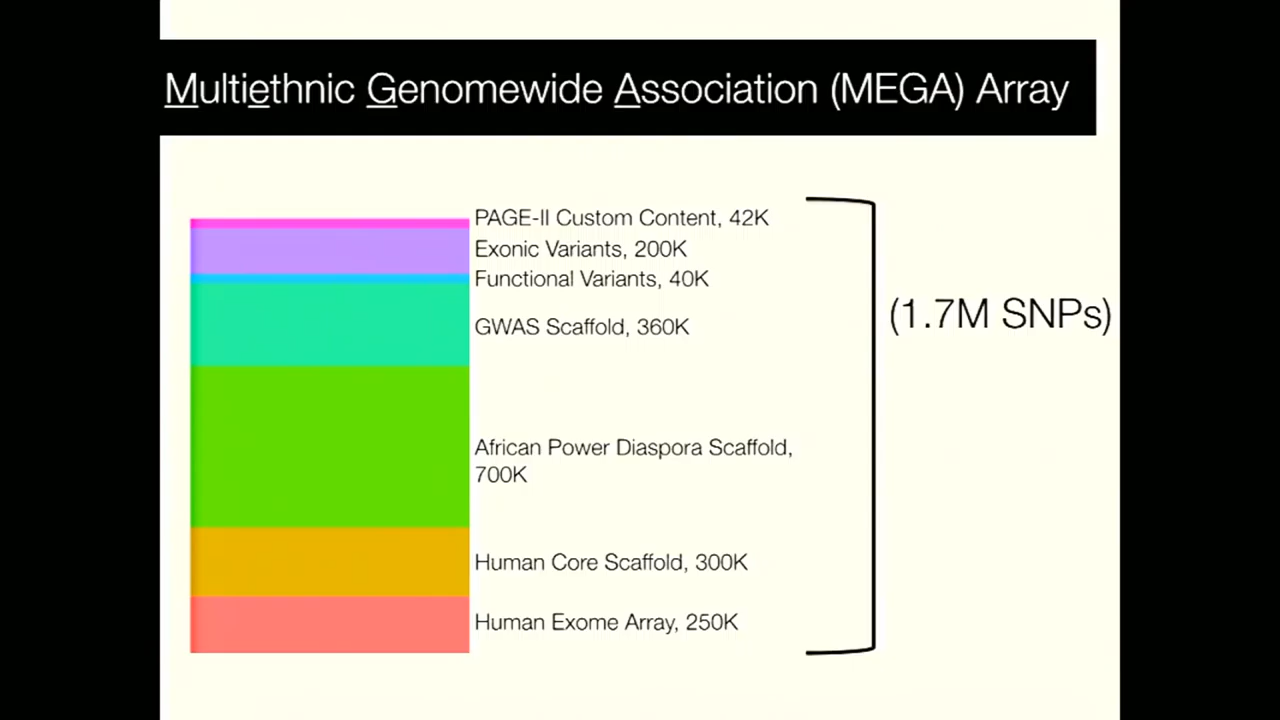 Multiethnic Genomewide Association (MEGA) Array
PAGE-II Custom Content, 42K
Exonic Variants, 200K
Functional Variants, 40K
GWAS Scaffold, 360K
(1.7M SNPs)
African Power Diaspora Scaffold,
700K
Human Core Scaffold, 300K
Human Exome Array, 250K